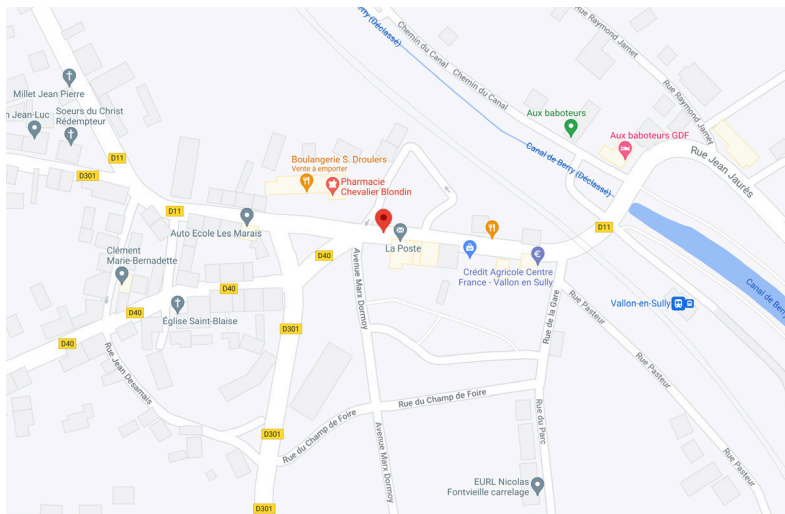 Berry (Déclassé)
Chemin du Canal
Chemin du Canal
Rue Raymond Jamet
Rue Raymond Jamet
Millet Jean Pierre
n Jean-Luc
Soeurs du Christ
Rédempteur
Aux baboteurs
Aux baboteurs GDF
Rue Jean Jaurès
D11
D301
Boulangerie S. Droulers
Vente à emporter
Pharmacie
Chevalier Blondin
Canal de Berry (Déclassé)
D11
Auto Ecole Les Marais
D40
La Poste
D11
Clément
Marie-Bernadette
Crédit Agricole Centre
France - Vallon en Sully
Canal de Berry
Avenue Marx Dormoy
D40
D40
Église Saint-Blaise
Vallon-en-Sully
Rue de la Gare
Rue Pasteur
Rue Pasteur
Rue Pasteur
D301
D40
Rue Jean Desamais
Rue du Champ de Foire
Rue du Champ de Foire
Rue du Parc
Avenue Marx Dormoy
D301
EURL Nicolas
Fontvieille carrelage
D301